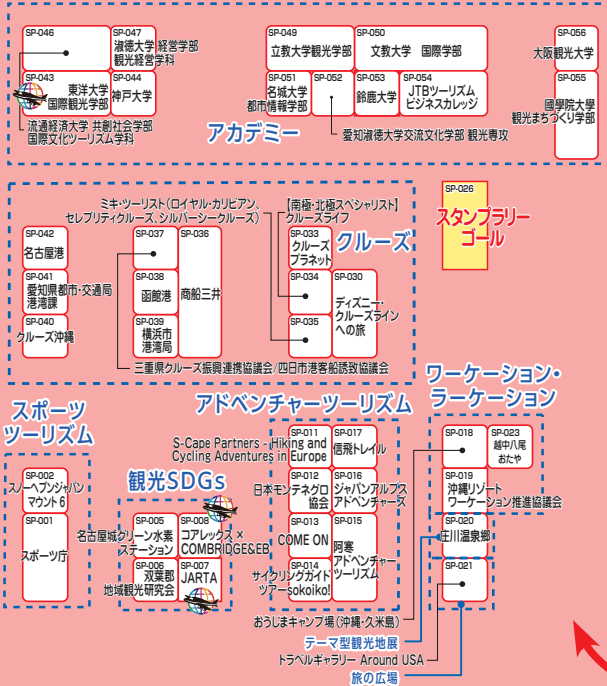 SP-046
SP-047
淑徳大学 経営学部
観光経営学科
SP-043
東洋大学
国際観光学部
SP-044
神戸大学
流通経済大学 共創社会学部
国際文化ツーリズム学科
アカデミー
SP-049
立教大学観光学部
SP-050
文教大学 国際学部
SP-051
名城大学
都市情報学部
SP-052
SP-053
鈴鹿大学
SP-054
JTBツーリズム
ビジネスカレッジ
愛知淑徳大学交流文化学部 観光専攻
SP-056
大阪観光大学
SP-055
國學院大學
観光まちづくり学部
ミキ・ツーリスト(ロイヤル・カリビアン、
セレブリティクルーズ、シルバーシークルーズ)
【南極・北極スペシャリスト】
クルーズライフ
クルーズ
SP-042
名古屋港
SP-041
愛知県都市・交通局
港湾課
SP-040
クルーズ沖縄
SP-037
SP-036
商船三井
SP-038
函館港
SP-039
横浜市
港湾局
SP-033
クルーズ
プラネット
SP-034
SP-030
ディズニー・
クルーズライン
への旅
SP-035
三重県クルーズ振興連携協議会/四日市港客船誘致協議会
SP-026
スタンプラリー
ゴール
スポーツ
ツーリズム
SP-002
スノーヘブンジャパン
マウント6
SP-001
スポーツ庁
観光SDGs
SP-005
名古屋城グリーン水素
ステーション
SP-008
コアレックス×
COMBRIDGE&EB
SP-006
双葉郡
地域観光研究会
SP-007
JARTA
アドベンチャーツーリズム
S-Cape Partners - Hiking and
Cycling Adventures in Europe
SP-011
SP-017
信飛トレイル
SP-012
日本モンテネグロ
協会
SP-016
ジャパンアルプス
アドベンチャーズ
SP-013
COME ON
SP-015
阿寒
アドベンチャー
ツーリズム
SP-014
サイクリングガイド
ツアーsokoiko!
ワーケーション・
ラーケーション
SP-018
SP-023
越中八尾
おたや
SP-019
沖縄リゾート
ワーケーション推進協議会
SP-020
庄川温泉郷
SP-021
おうじまキャンプ場(沖縄・久米島)
テーマ型観光地展
トラベルギャラリー Around USA
旅の広場